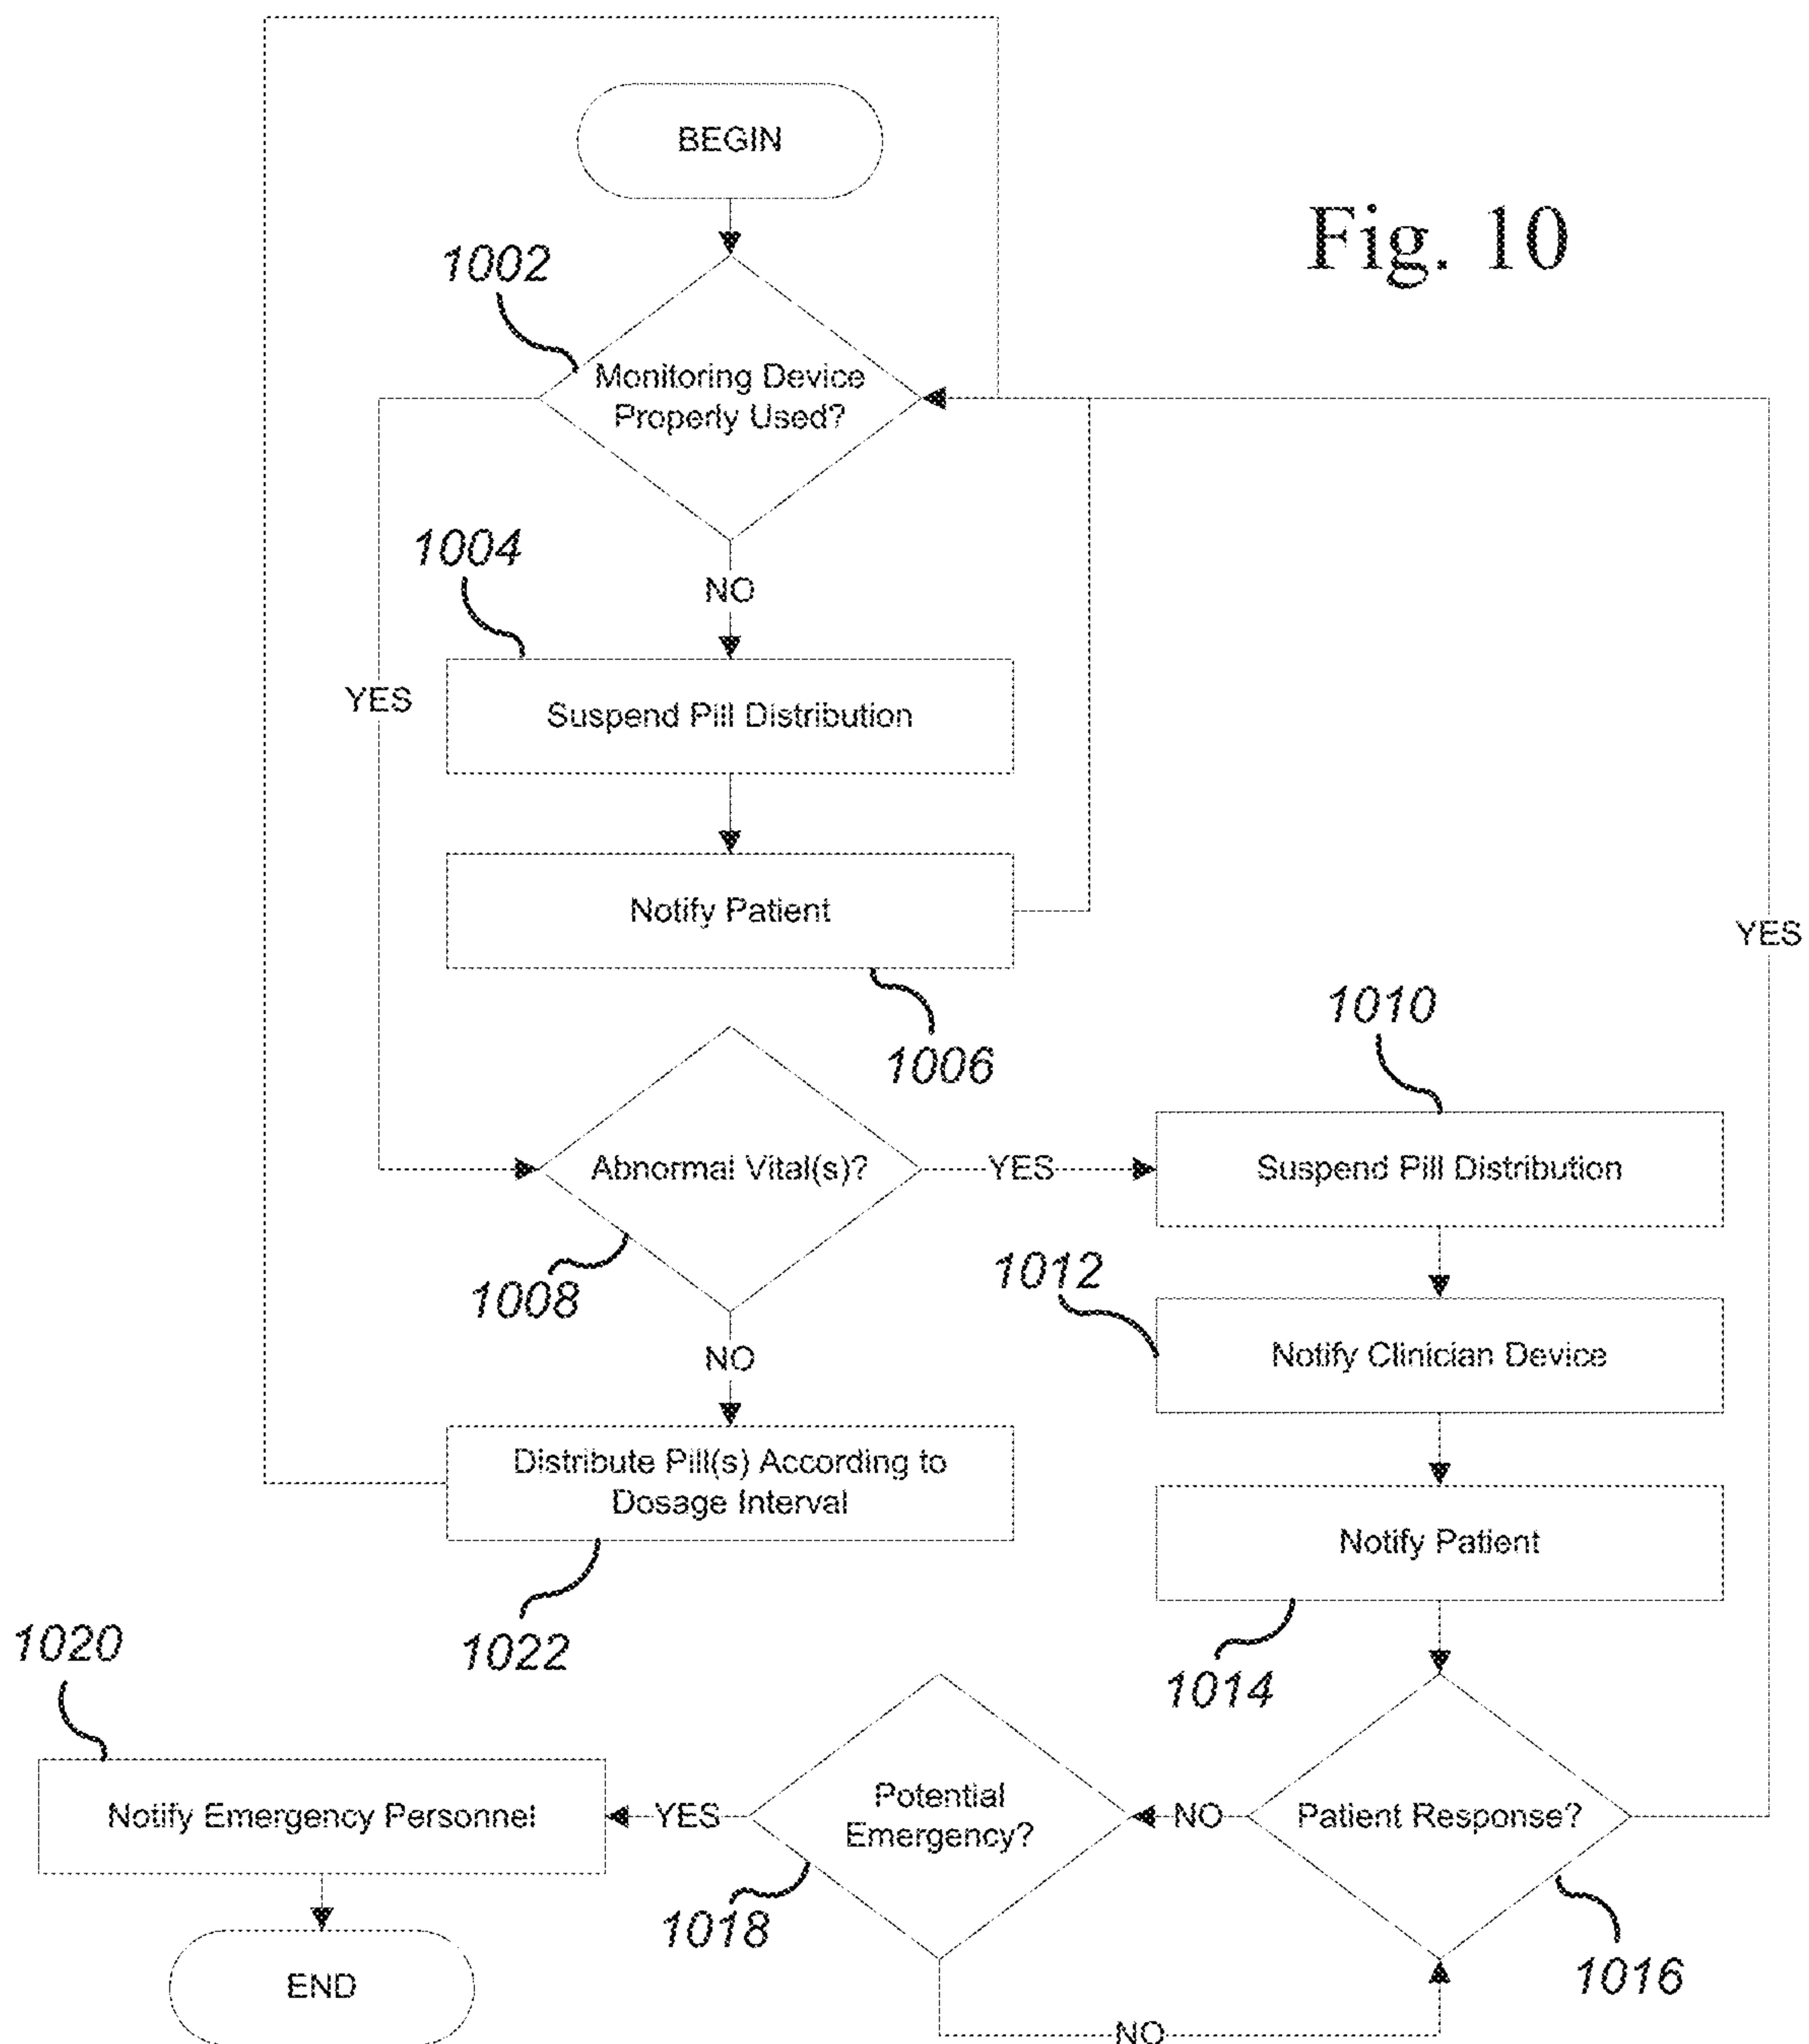 BEGIN
Fig. 10
1002
Monitoring Device
Properly Used?
1004
NO
YES
Suspend Pill Distribution
Notify Patient
YES
1006
1010
Abnormal Vital(s)?
YES
Suspend Pill Distribution
1008
1012
NO
Notify Clinician Device
Distribute Pill(s) According to
Dosage Interval
Notify Patient
1020
1022
1014
Notify Emergency Personnel
YES
Potential
Emergency?
NO
Patient Response?
1018
1016
END
NO